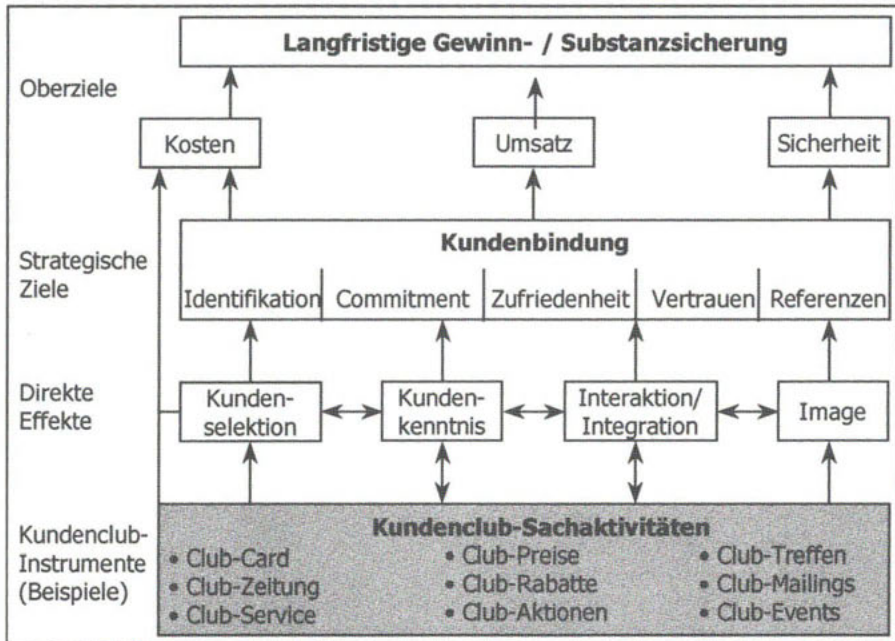 Langfristige Gewinn- / Substanzsicherung
Oberziele
Kosten
Umsatz
Sicherheit
Kundenbindung
Strategische
Ziele
Identifikation
Commitment
Zufriedenheit
Vertrauen
Referenzen
Direkte
Effekte
Kunden-
selektion
Kunden-
kenntnis
Interaktion/
Integration
Image
Kundenclub-
Instrumente
(Beispiele)
Kundenclub-Sachaktivitäten
• Club-Card
• Club-Zeitung
• Club-Service
• Club-Preise
• Club-Rabatte
• Club-Aktionen
• Club-Treffen
• Club-Mailings
• Club-Events